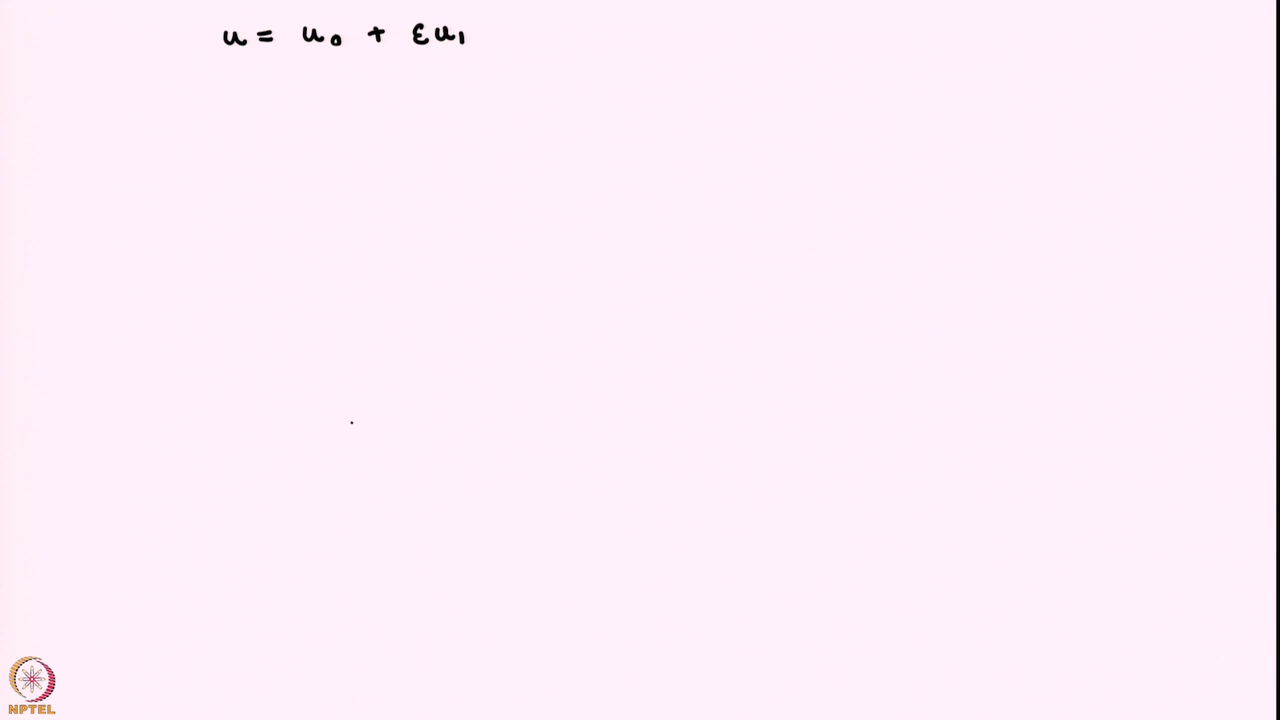 u = u₀ + εu₁
NPTEL